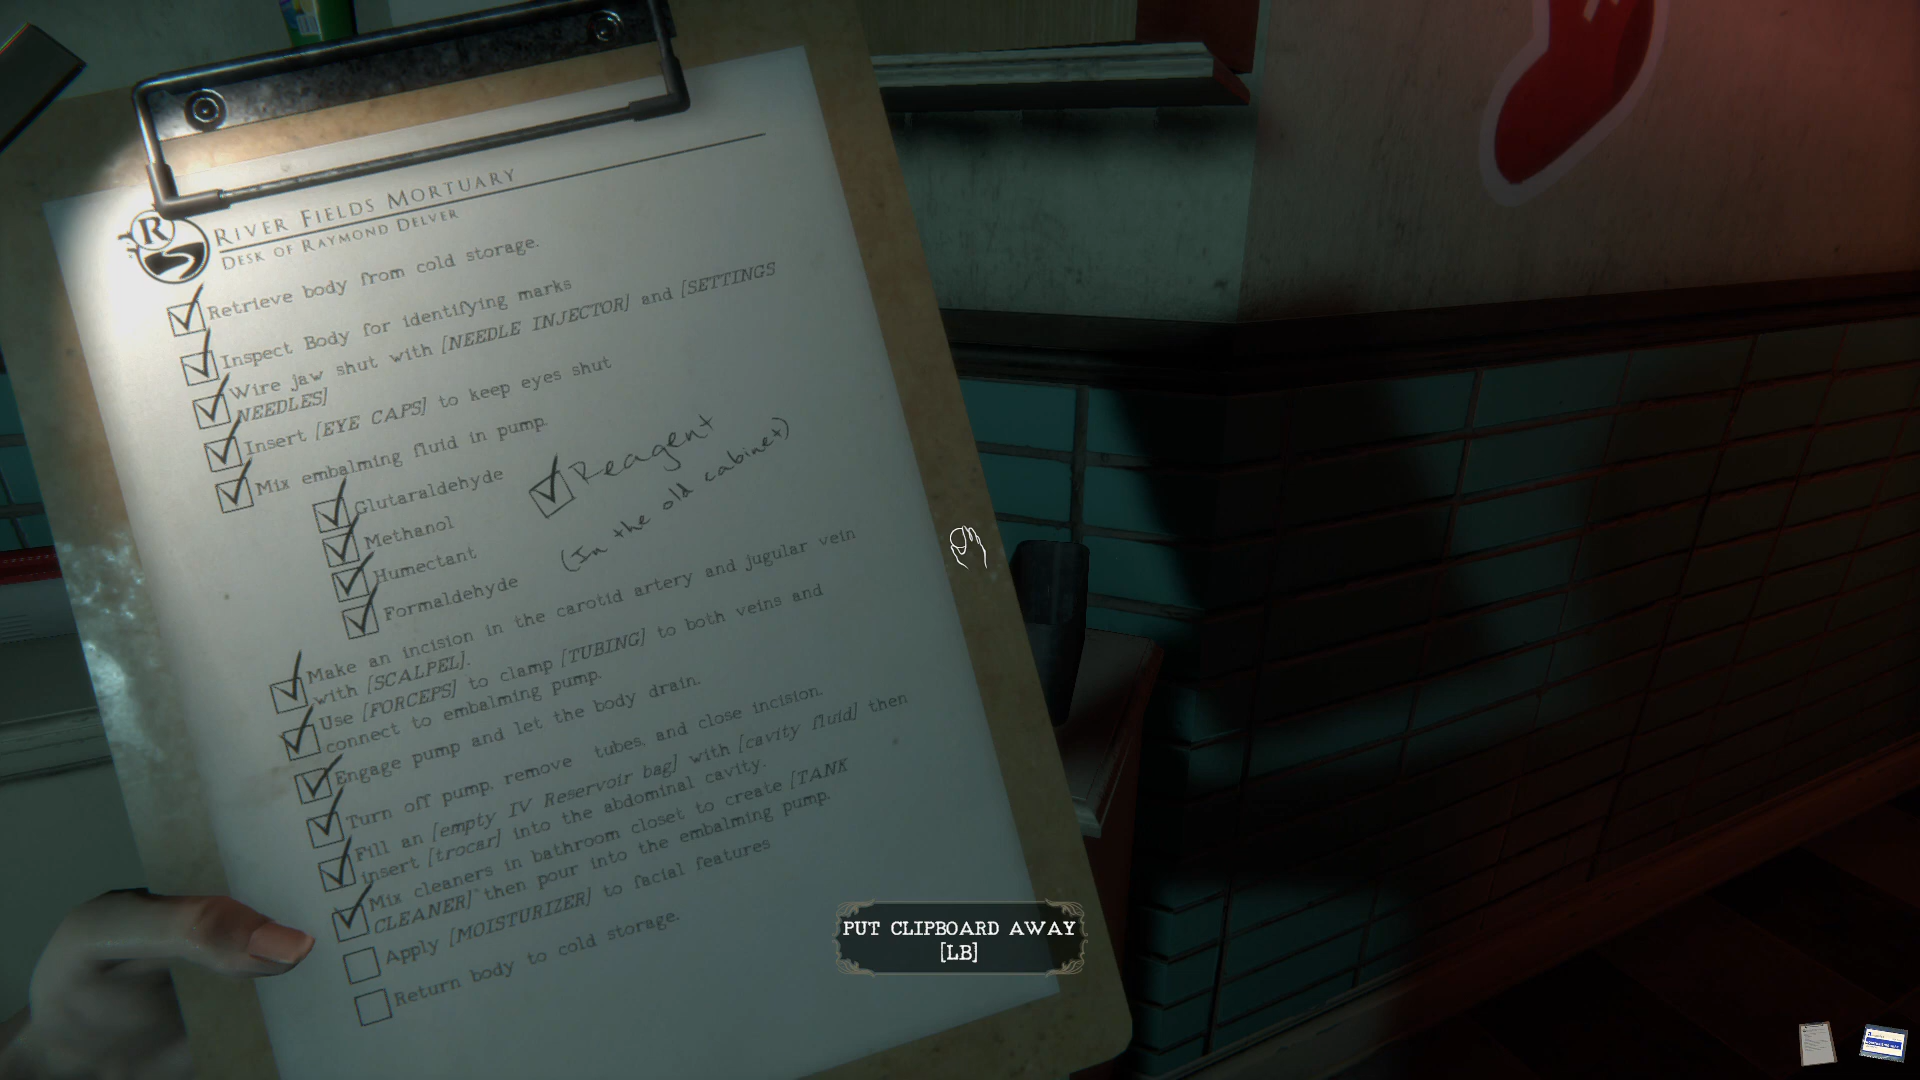 RIVER FIELDS MORTUARY
DESK OF RAYMOND DELVER
R
Retrieve body from cold storage.
Inspect Body for identifying marks
Wire jaw shut with [NEEDLE INJECTOR] and [SETTINGS
NEEDLES]
Insert [EYE CAPS] to keep eyes shut
Mix embalming fluid in pump.
Glutaraldehyde
Methanol
Humectant
Formaldehyde
Reagent
(In the old cabinet)
Make an incision in the carotid artery and jugular vein
with [SCALPEL].
Use [FORCEPS] to clamp [TUBING] to both veins and
connect to embalming pump.
Engage pump and let the body drain.
Turn off pump, remove tubes, and close incision.
Fill an [empty IV Reservoir bag] with [cavity fluid] then
insert [trocar] into the abdominal cavity.
Mix cleaners in bathroom closet to create [TANK
CLEANER] then pour into the embalming pump.
Apply [MOISTURIZER] to facial features
Return body to cold storage.
PUT CLIPBOARD AWAY
[LB]